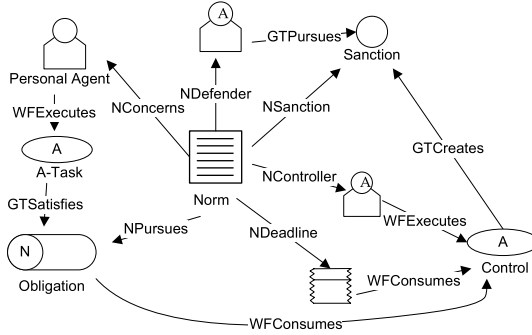 A
GTPursues
Sanction
Personal Agent
NDefender
NConcerns
NSanction
WFExecutes
A
A-Task
GTCreates
NController
A
GTSatisfies
Norm
WFExecutes
NPursues
NDeadline
A
N
Control
WFConsumes
Obligation
WFConsumes